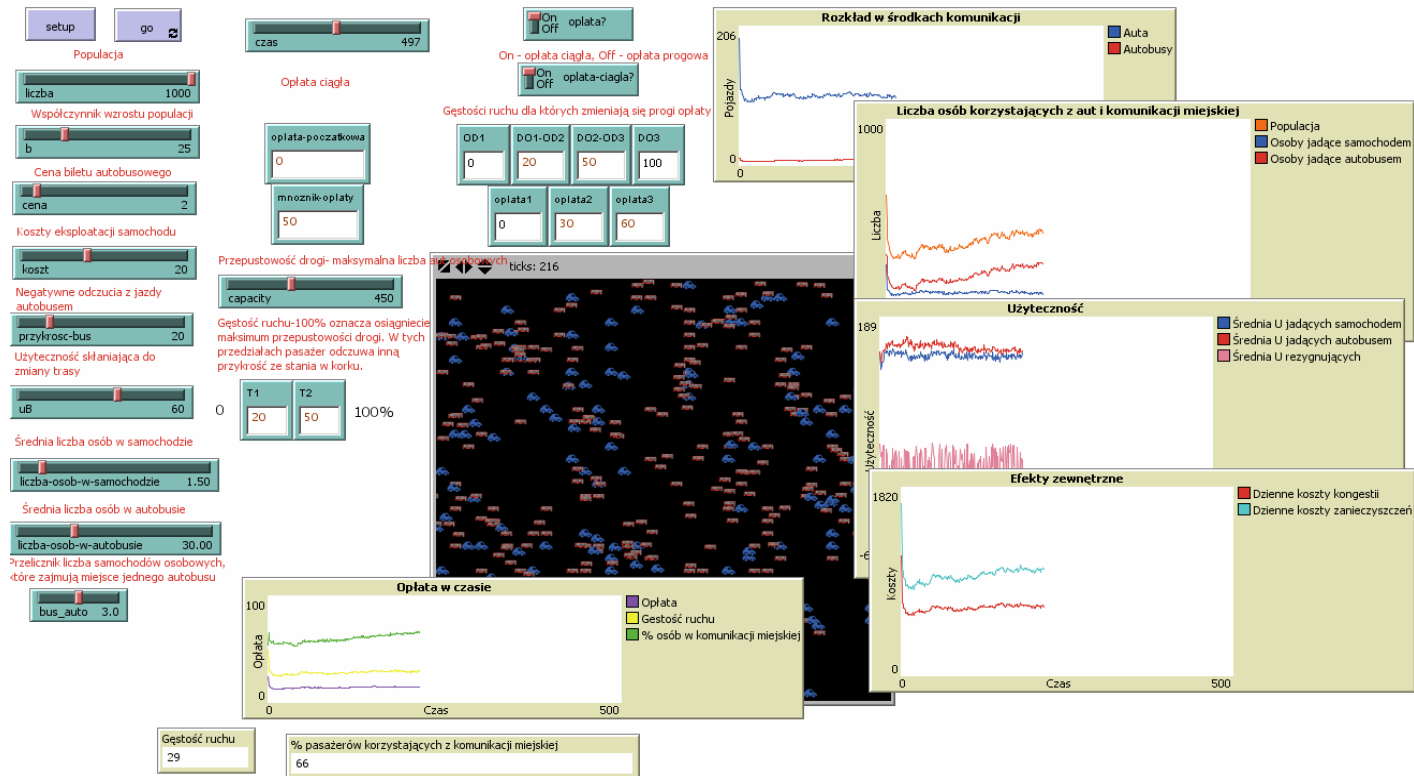 setup
go
Populacja
liczba 1000
Współczynnik wzrostu populacji
b 25
Cena biletu autobusowego
cena 2
Koszty eksploatacji samochodu
koszt 20
Negatywne odczucia z jazdy
autobusem
przykrosc-bus 20
Użyteczność skłaniająca do
zmiany trasy
uB 60
Średnia liczba osób w samochodzie
liczba-osob-w-samochodzie 1.50
Średnia liczba osób w autobusie
liczba-osob-w-autobusie 30.00
Przelicznik liczba samochodów osobowych,
które zajmują miejsce jednego autobusu
bus_auto 3.0
czas 497
Opłata ciągła
oplata-poczatkowa
0
mnoznik-oplaty
50
Przepustowość drogi- maksymalna liczba aut osobowych
capacity 450
Gęstość ruchu-100% oznacza osiągniecie
maksimum przepustowości drogi. W tych
przedziałach pasażer odczuwa inną
przykrość ze stania w korku.
0
T1
20
T2
50
100%
On
Off
oplata?
On - opłata ciągła, Off - opłata progowa
On
Off
oplata-ciagla?
Gęstości ruchu dla których zmieniają się progi opłaty
OD1 DO1-OD2 DO2-OD3 DO3
0 20 50 100
oplata1 oplata2 oplata3
0 30 60
ticks: 216
Rozkład w środkach komunikacji
206
Pojazdy
0
0
Auta
Autobusy
Liczba osób korzystających z aut i komunikacji miejskiej
1000
Liczba
Populacja
Osoby jadące samochodem
Osoby jadące autobusem
Użyteczność
189
Użyteczność
-6
Średnia U jadących samochodem
Średnia U jadących autobusem
Średnia U rezygnujących
Efekty zewnętrzne
1820
Koszty
0
0
Czas
500
Dzienne koszty kongestii
Dzienne koszty zanieczyszczeń
Opłata w czasie
100
Opłata
0
0
Czas
500
Opłata
Gestość ruchu
% osób w komunikacji miejskiej
Gęstość ruchu
29
% pasażerów korzystających z komunikacji miejskiej
66